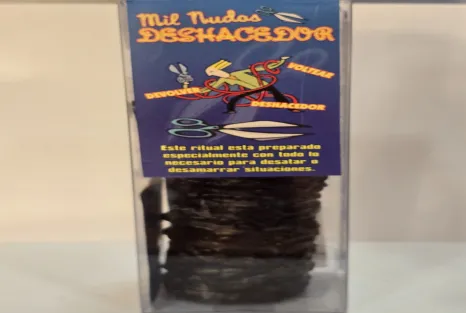 Mil Nudos
DESHACEDOR
VOLTEAR
DEVOLVER
DESHACEDOR
Este ritual esta preparado
especialmente con todo lo
necesario para desatar o
desamarrar situaciones.